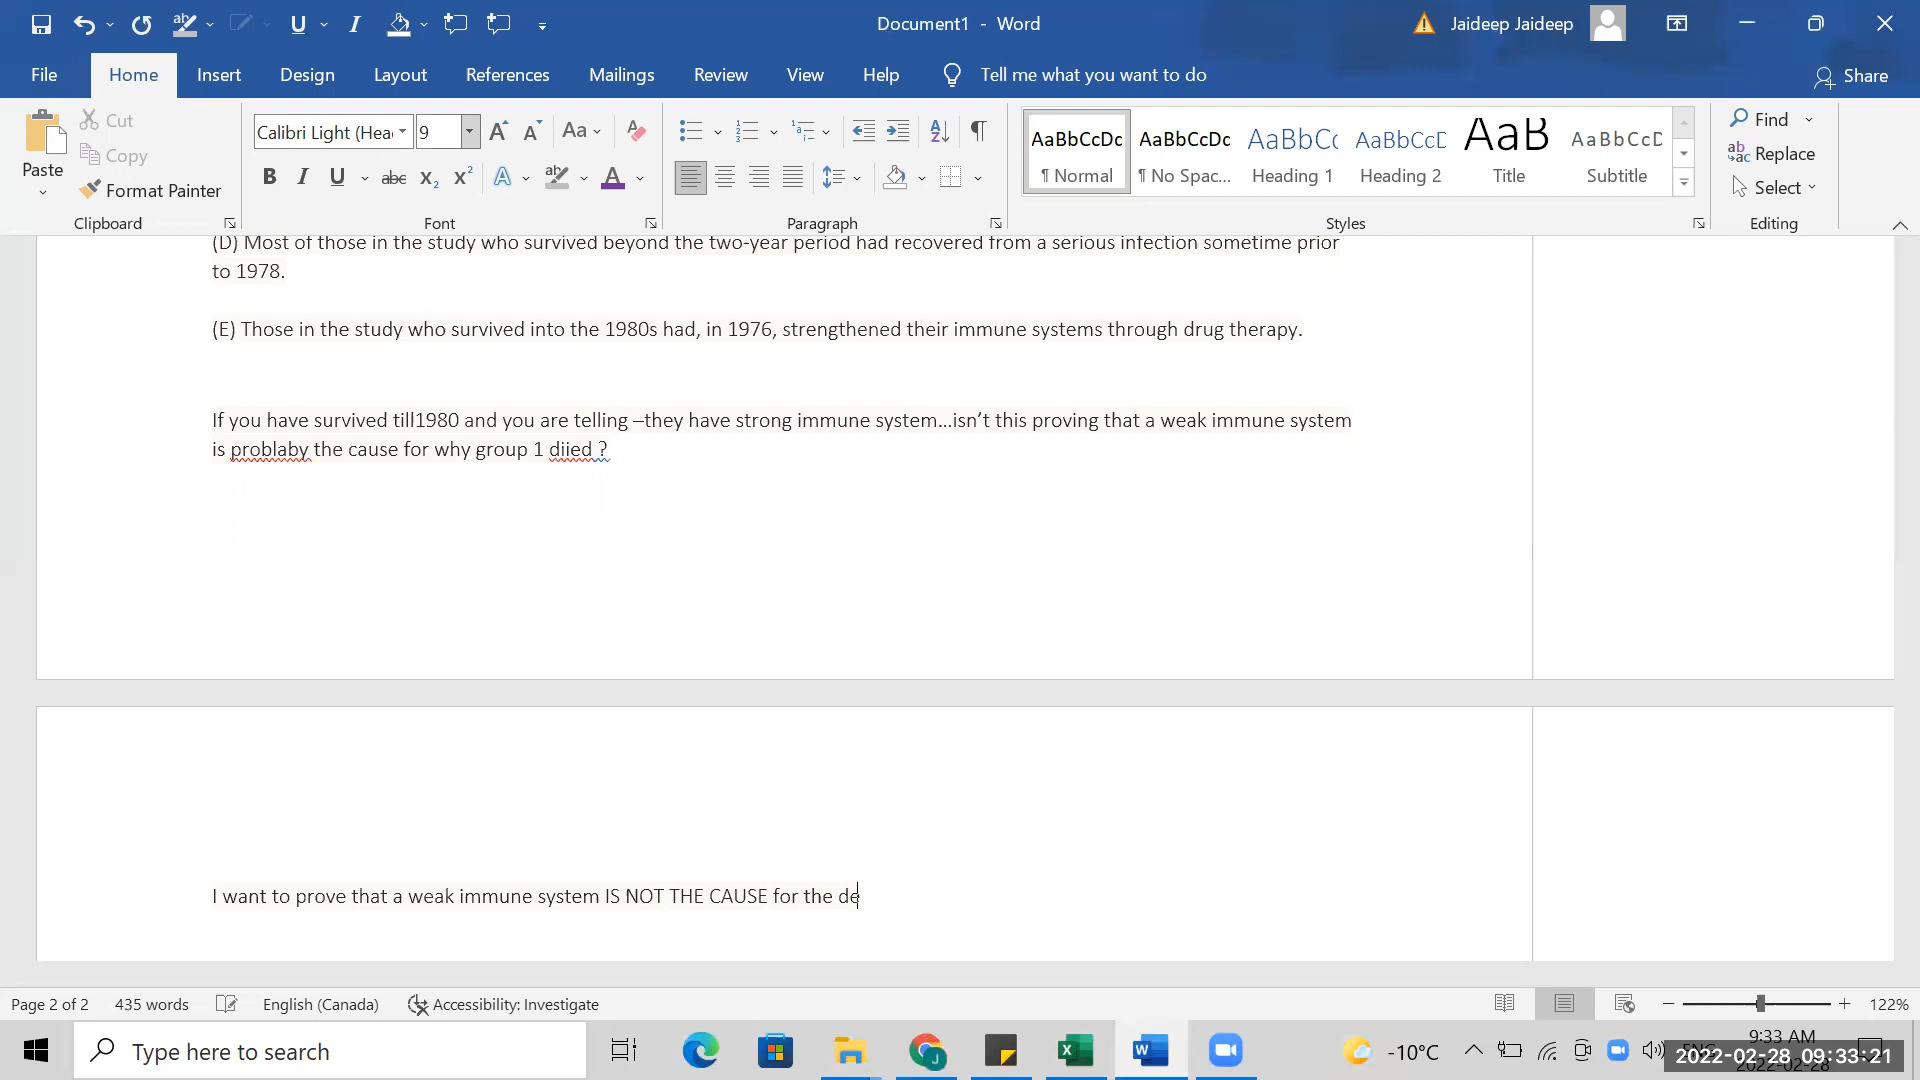 Document1 - Word
Jaideep Jaideep
File Home Insert Design Layout References Mailings Review View Help Tell me what you want to do Share
Paste
Cut
Copy
Format Painter
Calibri Light (Hea
9
AaBbCcDc AaBbCcDc AaBbCc AaBbCcD AaB AaBbCcD
¶ Normal ¶ No Spac... Heading 1 Heading 2 Title Subtitle
Find
Replace
Select
Clipboard Font Paragraph Styles Editing
(D) Most of those in the study who survived beyond the two-year period had recovered from a serious infection sometime prior
to 1978.
(E) Those in the study who survived into the 1980s had, in 1976, strengthened their immune systems through drug therapy.
If you have survived till1980 and you are telling –they have strong immune system…isn’t this proving that a weak immune system
is problaby the cause for why group 1 diied ?
I want to prove that a weak immune system IS NOT THE CAUSE for the de
Page 2 of 2 435 words English (Canada) Accessibility: Investigate 122%
Type here to search
-10°C
9:33 AM
2022-02-28 09:33:21